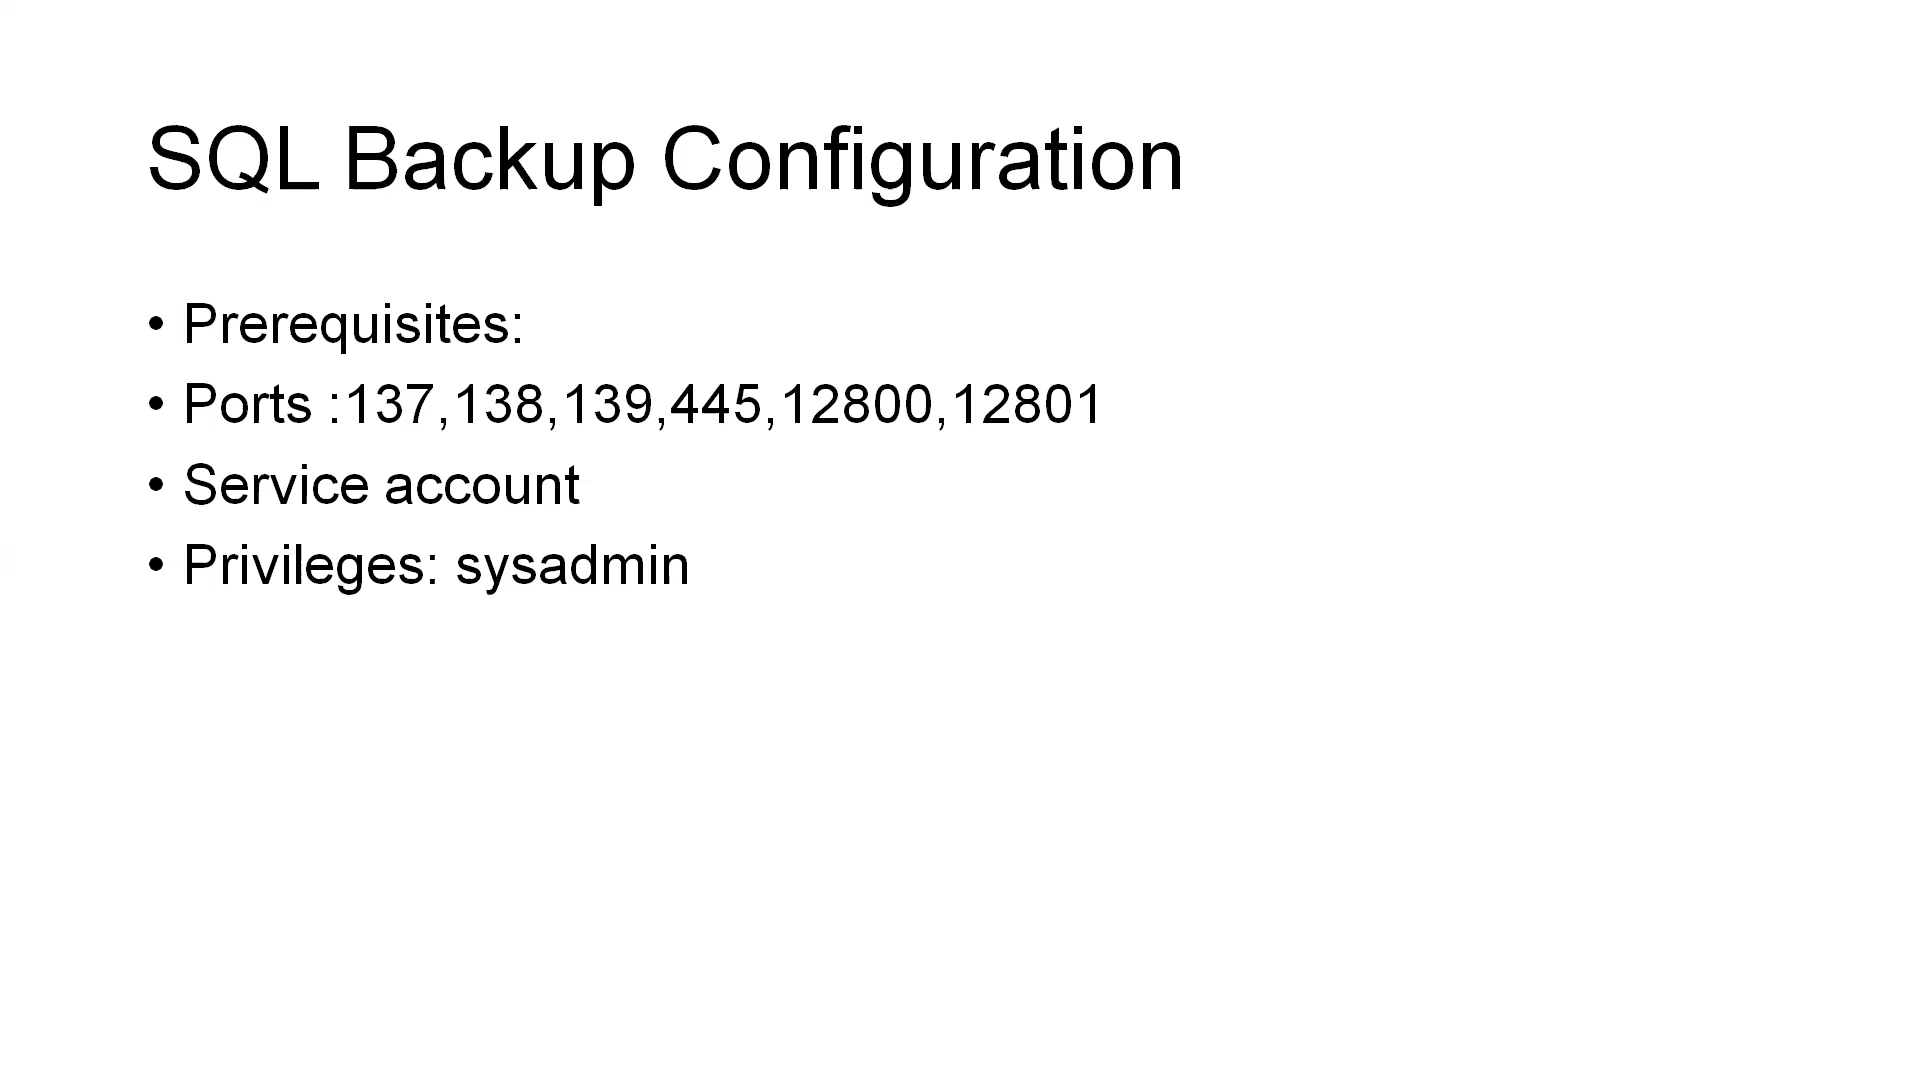 SQL Backup Configuration
• Prerequisites:
• Ports :137,138,139,445,12800,12801
• Service account
• Privileges: sysadmin